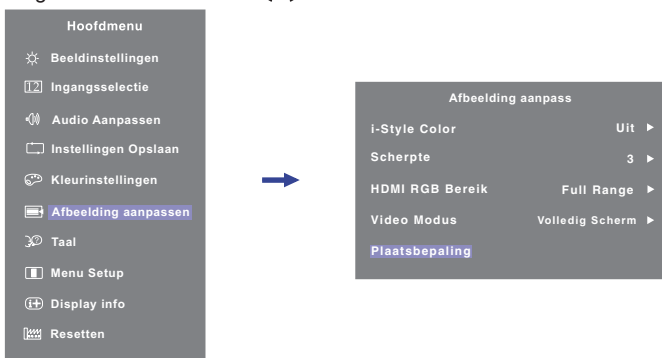 Hoofdmenu
Beeldinstellingen
12 Ingangsselectie
Audio Aanpassen
Instellingen Opslaan
Kleurinstellingen
Afbeelding aanpassen
Taal
Menu Setup
Display info
Resetten
Afbeelding aanpass
i-Style Color Uit ▶
Scherpte 3 ▶
HDMI RGB Bereik Full Range ▶
Video Modus Volledig Scherm ▶
Plaatsbepaling